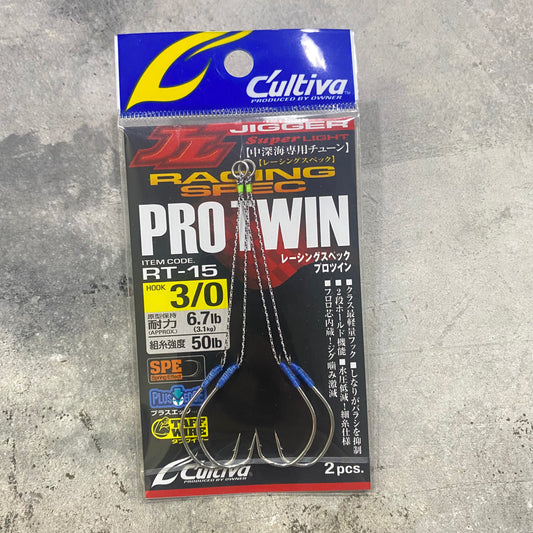 C'ultiva
PRODUCED BY OWNER
JIGGER
Super LIGHT
【中深海専用チューン】
【レーシングスペック】
RACING
SPEC
PRO TWIN
レーシングスペック
プロツイン
ITEM CODE.
RT-15
HOOK
3/0
原型保持
耐力
(APPROX.)
6.7lb
(3.1kg)
組糸強度 50lb
クラス最軽量フック
しなりがバラシを抑制
2段ホールド機能
水圧低減!細糸仕様
フロロ芯内蔵!ジグ噛み激減
SPE
プラスエッジ
TAFF
WIRE
タフワイヤー
C'ultiva
PRODUCED BY OWNER
2pcs.